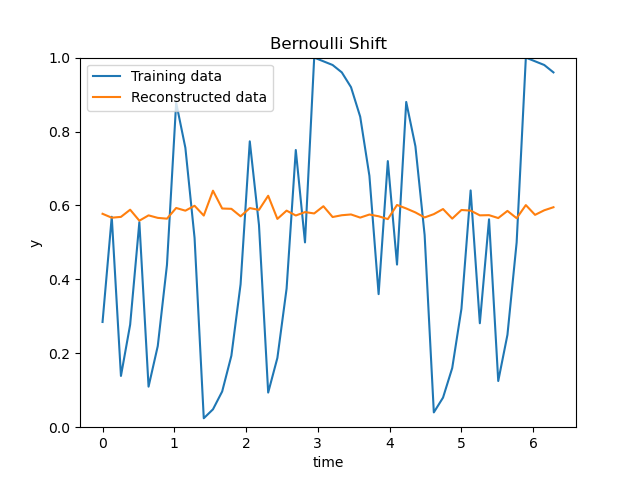 Bernoulli Shift
Training data
Reconstructed data
1.0
0.8
0.6
0.4
0.2
0.0
y
0 1 2 3 4 5 6
time